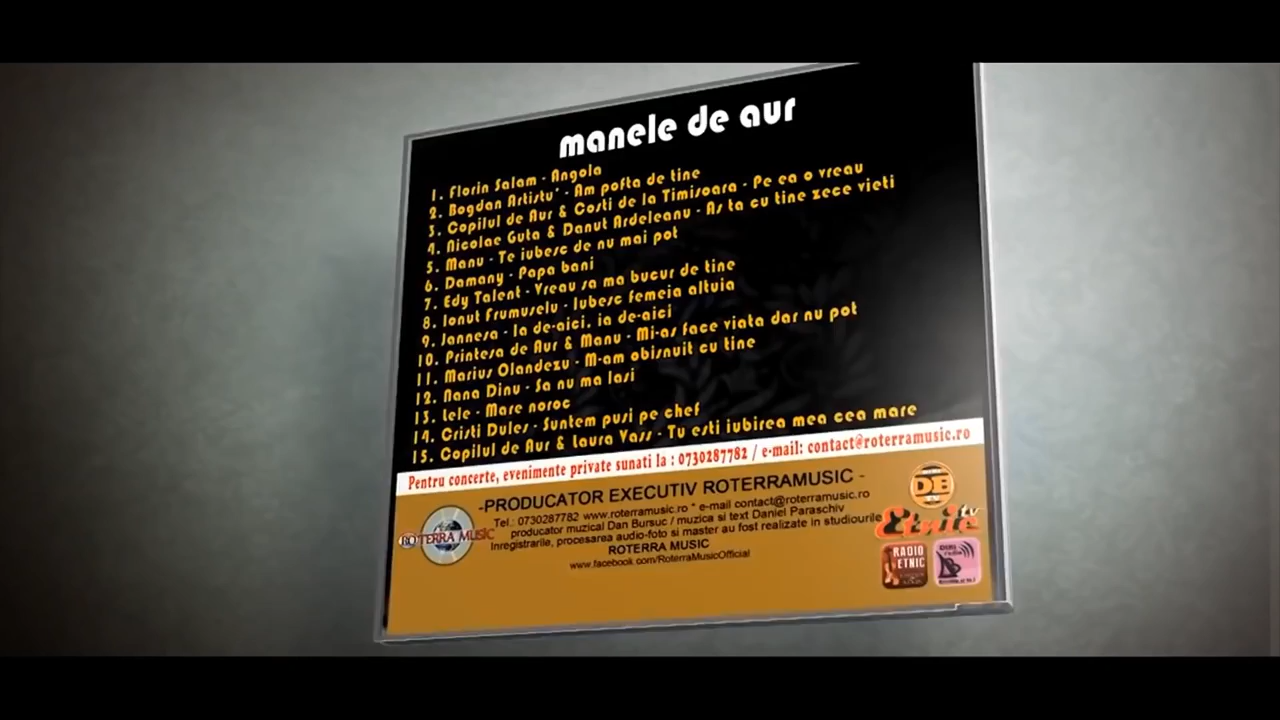 manele de aur
1. Florin Salam - Angola
2. Bogdan Artistu' - Am pofta de tine
3. Copilul de Aur & Costi de la Timisoara - Pe ea o vreau
4. Nicolae Guta & Danut Ardeleanu - As ta cu tine zece vieti
5. Manu - Te iubesc de nu mai pot
6. Damany - Papa bani
7. Edy Talent - Vreau sa ma bucur de tine
8. Ionut Frumuselu - Iubesc femeia altuia
9. Jannesa - Ia de-aici, ia de-aici
10. Printesa de Aur & Manu - Mi-as face viata dar nu pot
11. Marius Olandezu - M-am obisnuit cu tine
12. Nana Dinu - Sa nu ma lasi
13. Lele - Mare noroc
14. Cristi Dules - Suntem pusi pe chef
15. Copilul de Aur & Laura Vass - Tu esti iubirea mea cea mare
Pentru concerte, evenimente private sunati la : 0730287782 / e-mail: contact@roterramusic.ro
-PRODUCATOR EXECUTIV ROTERRAMUSIC -
Tel.: 0730287782 www.roterramusic.ro * e-mail contact@roterramusic.ro
producator muzical Dan Bursuc / muzica si text Daniel Paraschiv
Inregistrarile, procesarea audio-foto si master au fost realizate in studiourile
ROTERRA MUSIC
www.facebook.com/RoterraMusicOfficial
ROTERRA MUSIC
DB
Etnic tv
RADIO
ETNIC